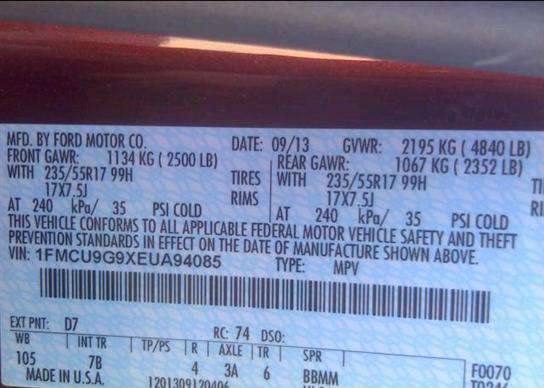 MFD. BY FORD MOTOR CO. DATE: 09/13 GVWR: 2195 KG ( 4840 LB)
FRONT GAWR: 1134 KG ( 2500 LB) REAR GAWR: 1067 KG ( 2352 LB)
WITH 235/55R17 99H TIRES WITH 235/55R17 99H TI
17X7.5J RIMS 17X7.5J RI
AT 240 kPa/ 35 PSI COLD AT 240 kPa/ 35 PSI COLD
THIS VEHICLE CONFORMS TO ALL APPLICABLE FEDERAL MOTOR VEHICLE SAFETY AND THEFT
PREVENTION STANDARDS IN EFFECT ON THE DATE OF MANUFACTURE SHOWN ABOVE.
VIN: 1FMCU9G9XEUA94085 TYPE: MPV
EXT PNT: D7 RC: 74 DSO:
WB INT TR TP/PS R AXLE TR SPR
105 7B 4 3A 6 BBMM F0070
MADE IN U.S.A. 1201309120406